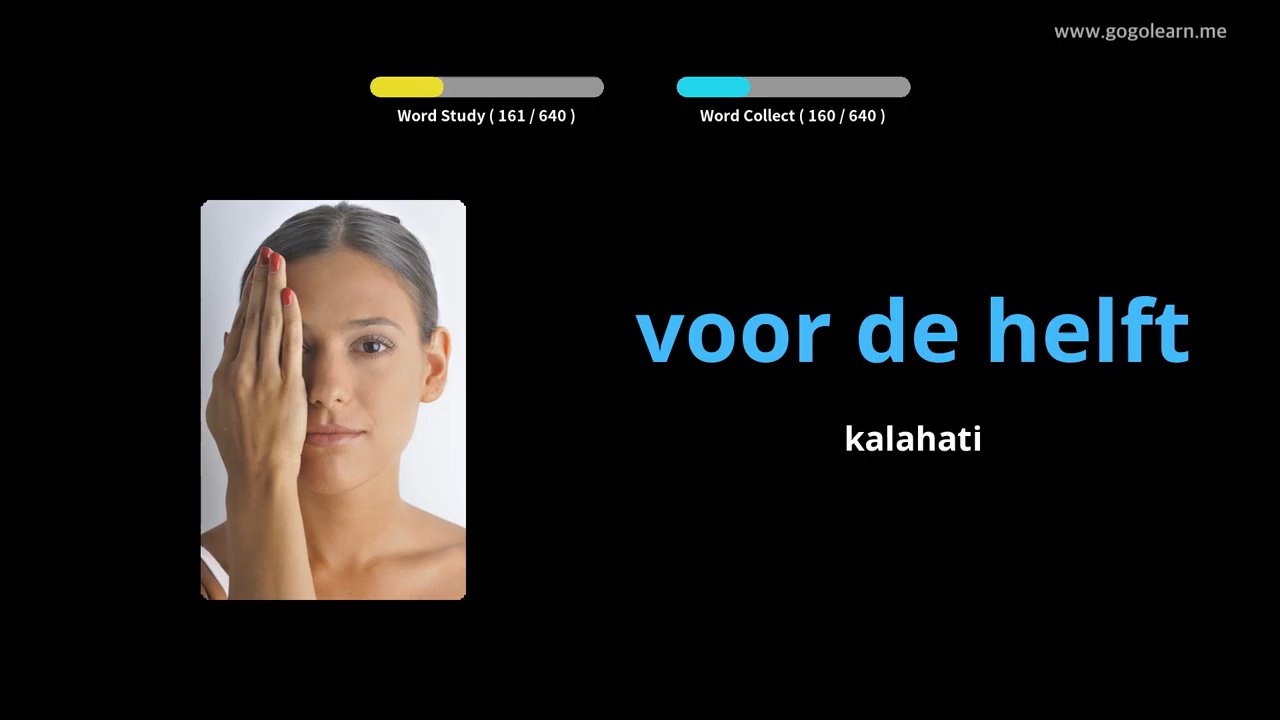 www.gogolearn.me
Word Study ( 161 / 640 )
Word Collect ( 160 / 640 )
voor de helft
kalahati